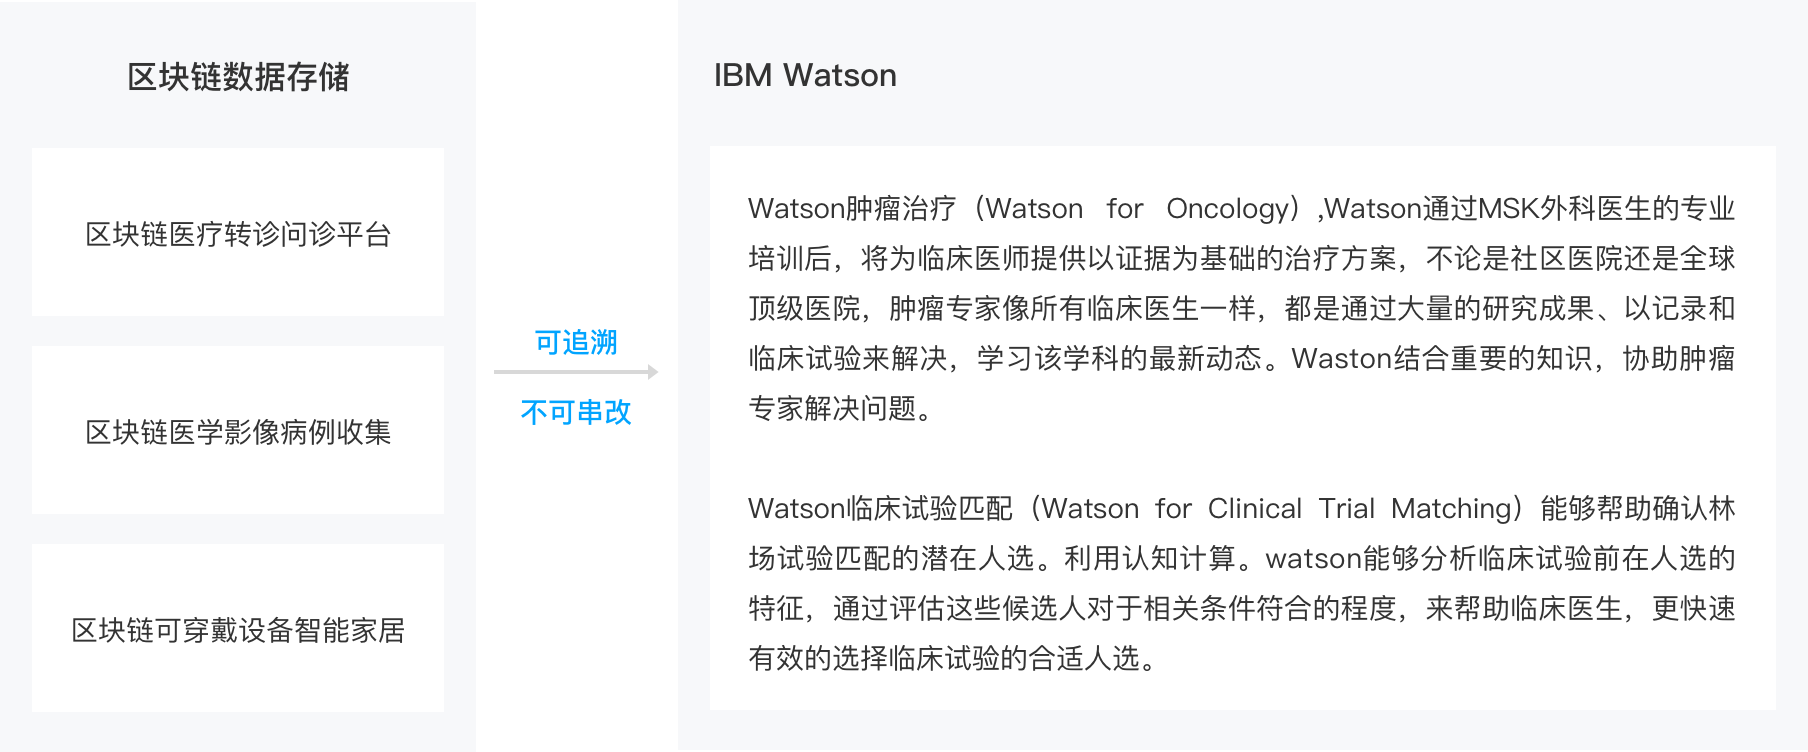 区块链数据存储
区块链医疗转诊问诊平台
区块链医学影像病例收集
区块链可穿戴设备智能家居
可追溯
不可串改
IBM Watson
Watson肿瘤治疗（Watson for Oncology）,Watson通过MSK外科医生的专业
培训后，将为临床医师提供以证据为基础的治疗方案，不论是社区医院还是全球
顶级医院，肿瘤专家像所有临床医生一样，都是通过大量的研究成果、以记录和
临床试验来解决，学习该学科的最新动态。Waston结合重要的知识，协助肿瘤
专家解决问题。
Watson临床试验匹配（Watson for Clinical Trial Matching）能够帮助确认林
场试验匹配的潜在人选。利用认知计算。watson能够分析临床试验前在人选的
特征，通过评估这些候选人对于相关条件符合的程度，来帮助临床医生，更快速
有效的选择临床试验的合适人选。